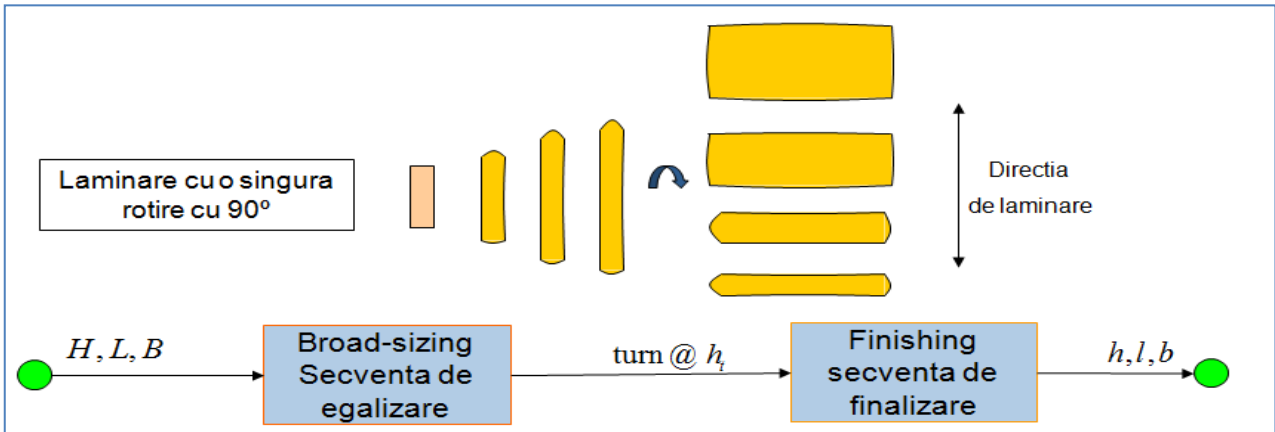 Laminare cu o singura
rotire cu 90º
Directia
de laminare
H, L, B
Broad-sizing
Secventa de
egalizare
turn @ hₜ
Finishing
secventa de
finalizare
h,l,b